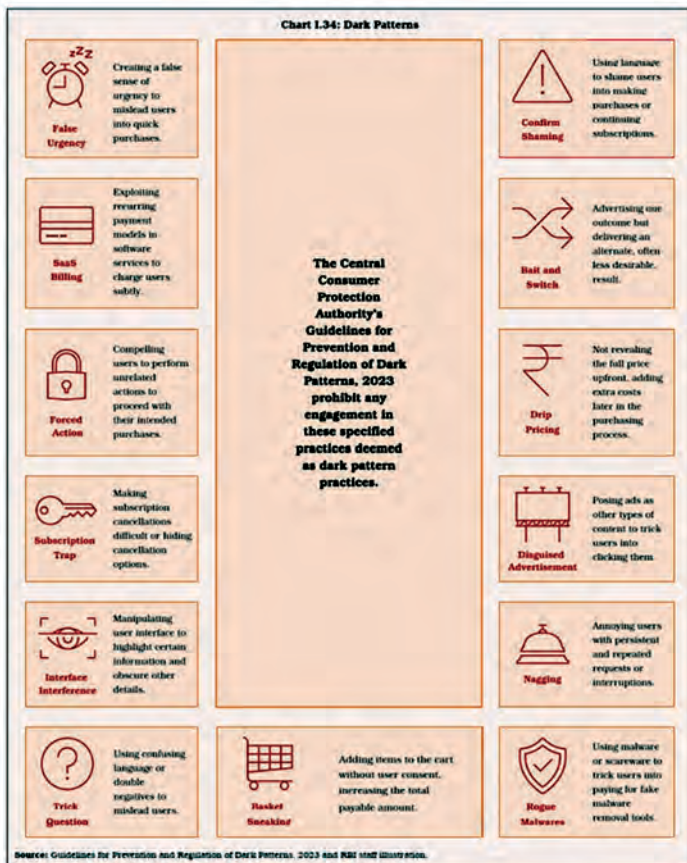 Chart I.34: Dark Patterns
zZZ
False
Urgency
Creating a false
sense of
urgency to
mislead users
into quick
purchases.
SaaS
Billing
Exploiting
recurring
payment
models in
software
services to
charge users
subtly.
Forced
Action
Compelling
users to perform
unrelated
actions to
proceed with
their intended
purchases.
Subscription
Trap
Making
subscription
cancellations
difficult or hiding
cancellation
options.
Interface
Interference
Manipulating
user interface to
highlight certain
information and
obscure other
details.
Trick
Question
Using confusing
language or
double
negatives to
mislead users.
The Central
Consumer
Protection
Authority's
Guidelines for
Prevention and
Regulation of Dark
Patterns, 2023
prohibit any
engagement in
these specified
practices deemed
as dark pattern
practices.
Basket
Sneaking
Adding items to the cart
without user consent,
increasing the total
payable amount.
Confirm
Shaming
Using language
to shame users
into making
purchases or
continuing
subscriptions.
Bait and
Switch
Advertising one
outcome but
delivering an
alternate, often
less desirable,
result.
Drip
Pricing
Not revealing
the full price
upfront, adding
extra costs
later in the
purchasing
process.
Disguised
Advertisement
Posing ads as
other types of
content to trick
users into
clicking them.
Nagging
Annoying users
with persistent
and repeated
requests or
interruptions.
Rogue
Malwares
Using malware
or scareware to
trick users into
paying for fake
malware
removal tools.
Source: Guidelines for Prevention and Regulation of Dark Patterns, 2023 and RBI staff illustration.